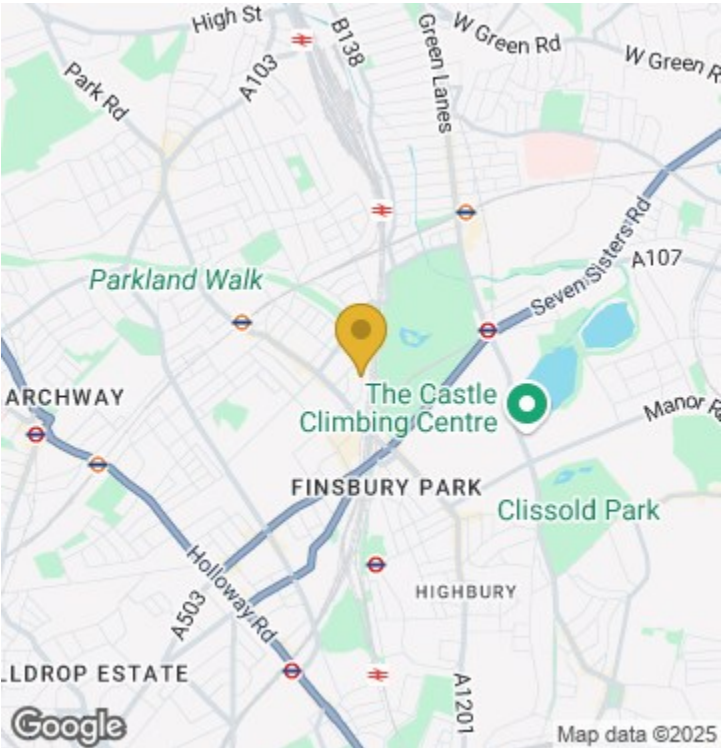 High St
B138
A103
Park Rd
Green Lanes
W Green Rd
W Green R
Parkland Walk
Seven Sisters Rd
A107
ARCHWAY
The Castle
Climbing Centre
Manor R
FINSBURY PARK
Clissold Park
Holloway Rd
A503
HIGHBURY
LLDROP ESTATE
A1201
Google
Map data ©2025